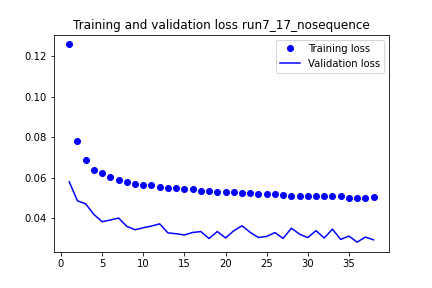 Training and validation loss run7_17_nosequence
Training loss
Validation loss
0.12
0.10
0.08
0.06
0.04
0 5 10 15 20 25 30 35